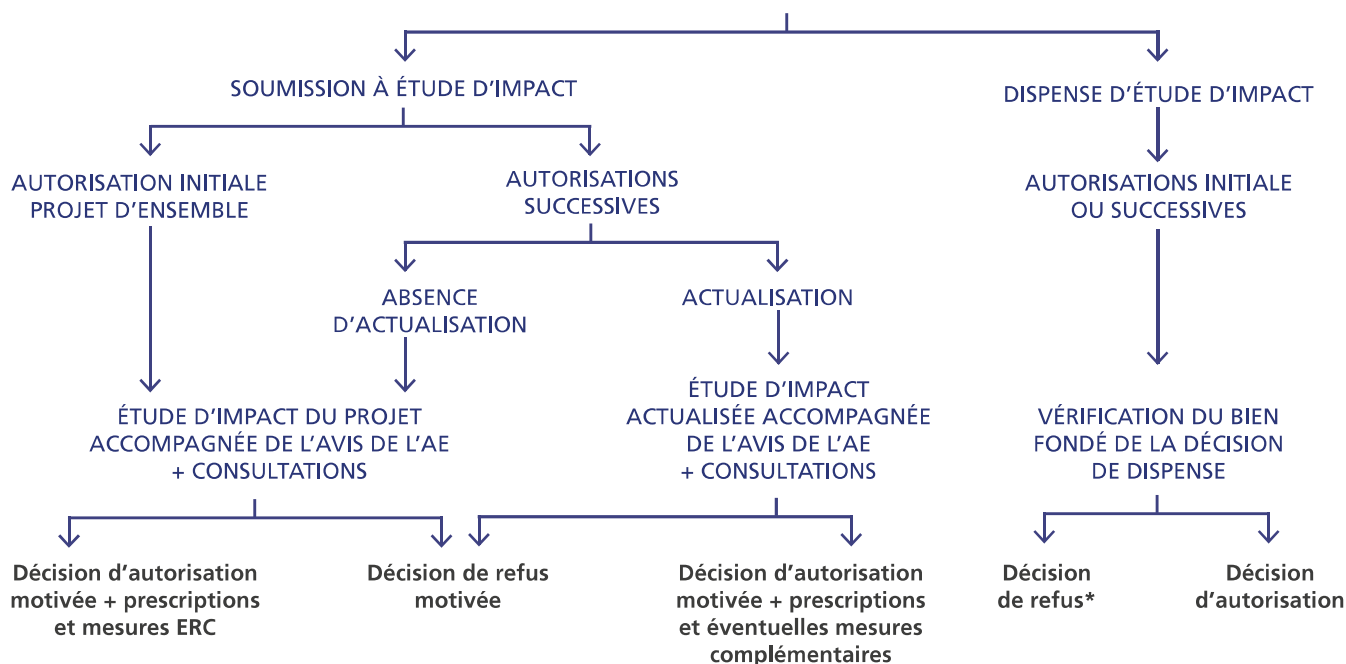 SOUMISSION À ÉTUDE D’IMPACT
DISPENSE D’ÉTUDE D’IMPACT
AUTORISATION INITIALE
PROJET D’ENSEMBLE
AUTORISATIONS
SUCCESSIVES
AUTORISATIONS INITIALE
OU SUCCESSIVES
ABSENCE
D’ACTUALISATION
ACTUALISATION
ÉTUDE D’IMPACT DU PROJET
ACCOMPAGNÉE DE L’AVIS DE L’AE
+ CONSULTATIONS
ÉTUDE D’IMPACT
ACTUALISÉE ACCOMPAGNÉE
DE L’AVIS DE L’AE
+ CONSULTATIONS
VÉRIFICATION DU BIEN
FONDÉ DE LA DÉCISION
DE DISPENSE
Décision d’autorisation
motivée + prescriptions
et mesures ERC
Décision de refus
motivée
Décision d’autorisation
motivée + prescriptions
et éventuelles mesures
complémentaires
Décision
de refus*
Décision
d’autorisation